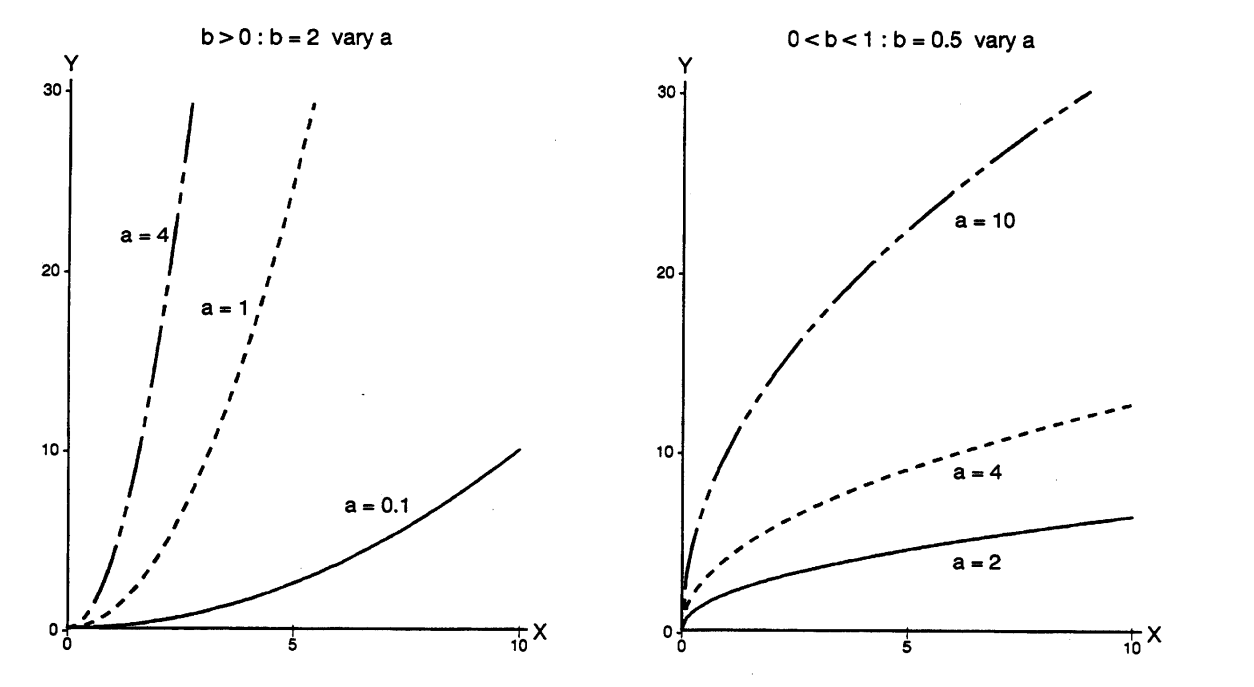 b > 0 : b = 2 vary a
Y
30
20
10
0
0
5
10
X
a = 4
a = 1
a = 0.1
0 < b < 1 : b = 0.5 vary a
Y
30
20
10
0
0
5
10
X
a = 10
a = 4
a = 2